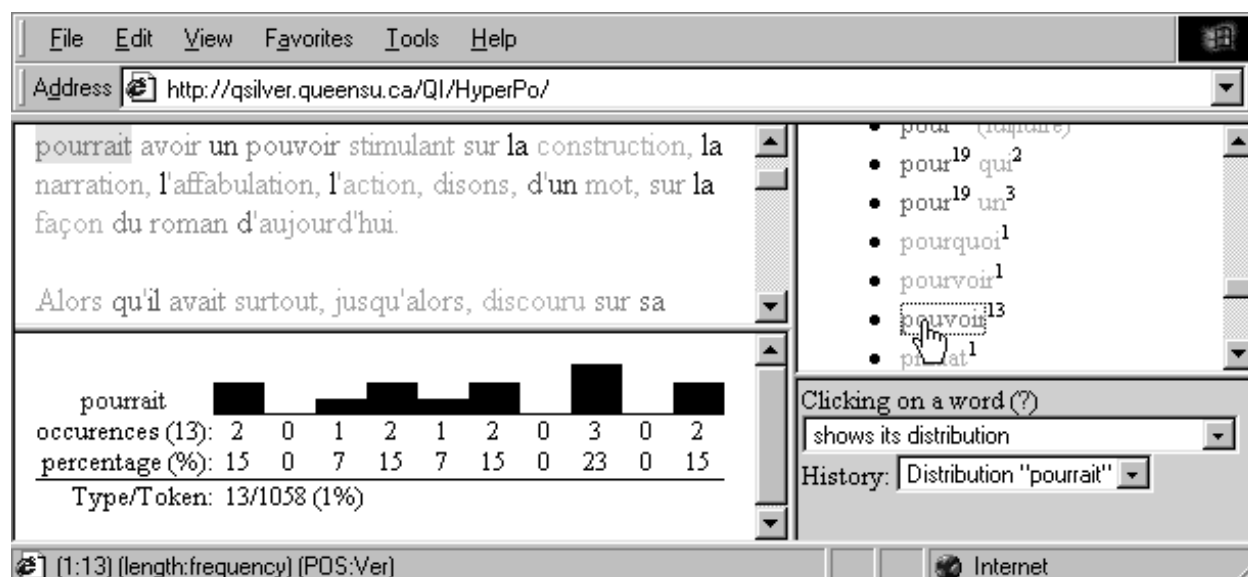 File Edit View Favorites Tools Help
Address http://qsilver.queensu.ca/QI/HyperPo/
pourrait avoir un pouvoir stimulant sur la construction, la
narration, l'affabulation, l'action, disons, d'un mot, sur la
façon du roman d'aujourd'hui.
Alors qu'il avait surtout, jusqu'alors, discouru sur sa
pour
pour19 qui2
pour19 un3
pourquoi1
pourvoir1
pouvoir13
pourrait
occurences (13): 2 0 1 2 1 2 0 3 0 2
percentage (%): 15 0 7 15 7 15 0 23 0 15
Type/Token: 13/1058 (1%)
Clicking on a word (?)
shows its distribution
History: Distribution "pourrait"
(1:13) (length:frequency) (POS:Ver)
Internet